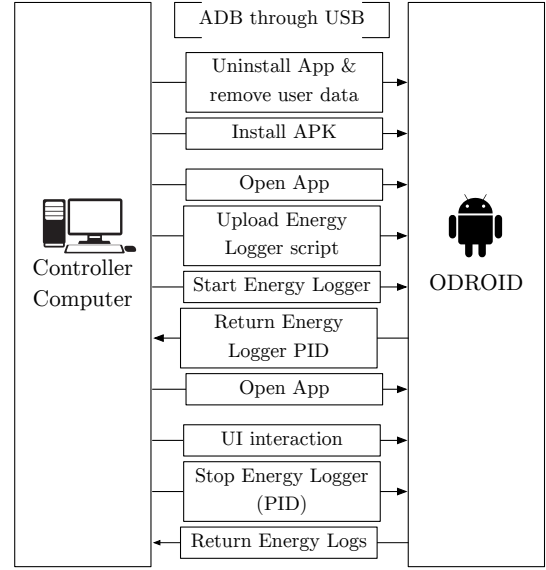 ADB through USB
Uninstall App &
remove user data
Install APK
Open App
Upload Energy
Logger script
Controller
Computer
ODROID
Start Energy Logger
Return Energy
Logger PID
Open App
UI interaction
Stop Energy Logger
(PID)
Return Energy Logs